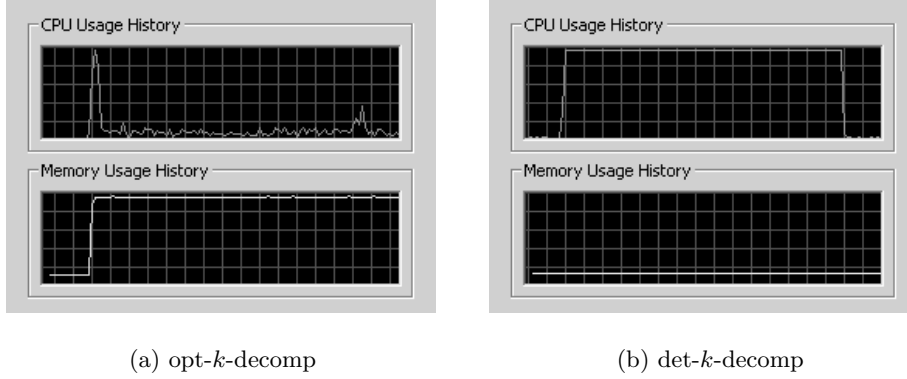 CPU Usage History
CPU Usage History
Memory Usage History
Memory Usage History
(a) opt-k-decomp
(b) det-k-decomp